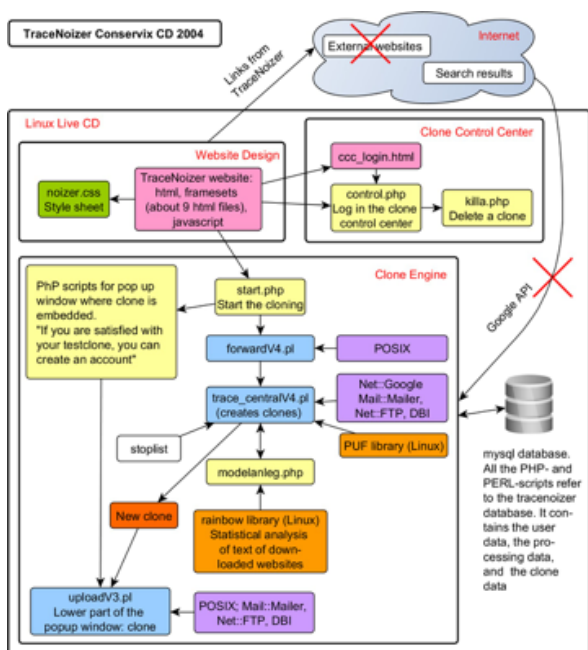 TraceNoizer Conservix CD 2004
Internet
External websites
Search results
Links from
TraceNoizer
Linux Live CD
Website Design
noizer.css
Style sheet
TraceNoizer website:
html, framesets
(about 9 html files),
javascript
Clone Control Center
ccc_login.html
control.php
Log in the clone
control center
killa.php
Delete a clone
Google API
Clone Engine
PhP scripts for pop up
window where clone is
embedded.
"If you are satisfied with
your testclone, you can
create an account"
start.php
Start the cloning
forwardV4.pl
POSIX
trace_centralV4.pl
(creates clones)
Net::Google
Mail::Mailer,
Net::FTP, DBI
stoplist
PUF library (Linux)
modelanleg.php
New clone
rainbow library (Linux)
Statistical analysis
of text of down-
loaded websites
uploadV3.pl
Lower part of the
popup window: clone
POSIX; Mail::Mailer,
Net::FTP, DBI
mysql database.
All the PHP- and
PERL-scripts refer
to the tracenoizer
database. It con-
tains the user
data, the pro-
cessing data,
and the clone
data